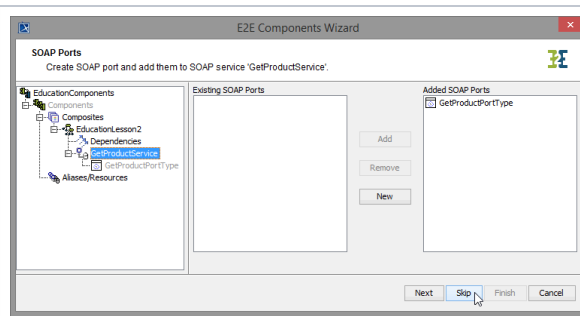 E2E Components Wizard
SOAP Ports
Create SOAP port and add them to SOAP service 'GetProductService'.
EducationComponents
Components
Composites
EducationLesson2
Dependencies
GetProductService
GetProductPortType
Aliases/Resources
Existing SOAP Ports
Add
Remove
New
Added SOAP Ports
GetProductPortType
Next Skip Finish Cancel